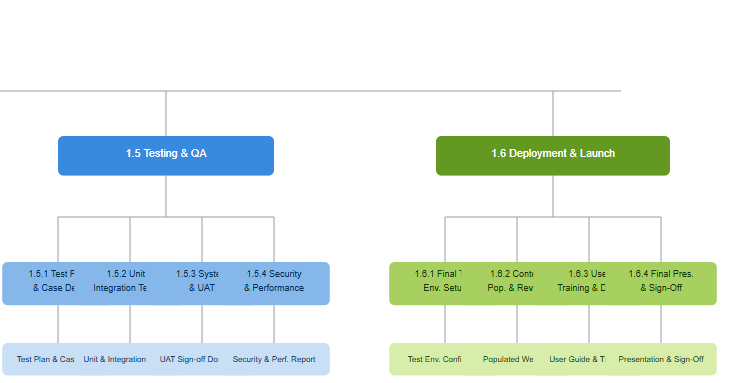 1.5 Testing & QA
1.6 Deployment & Launch
1.5.1 Test
& Case De
1.5.2 Unit
Integration Te
1.5.3 Syste
& UAT
1.5.4 Security
& Performance
1.6.1 Final
Env. Setu
1.6.2 Cont
Pop. & Rev
1.6.3 Use
Training & D
1.6.4 Final Pres.
& Sign-Off
Test Plan & Cas
Unit & Integration
UAT Sign-off Do
Security & Perf. Report
Test Env. Confi
Populated We
User Guide & T
Presentation & Sign-Off